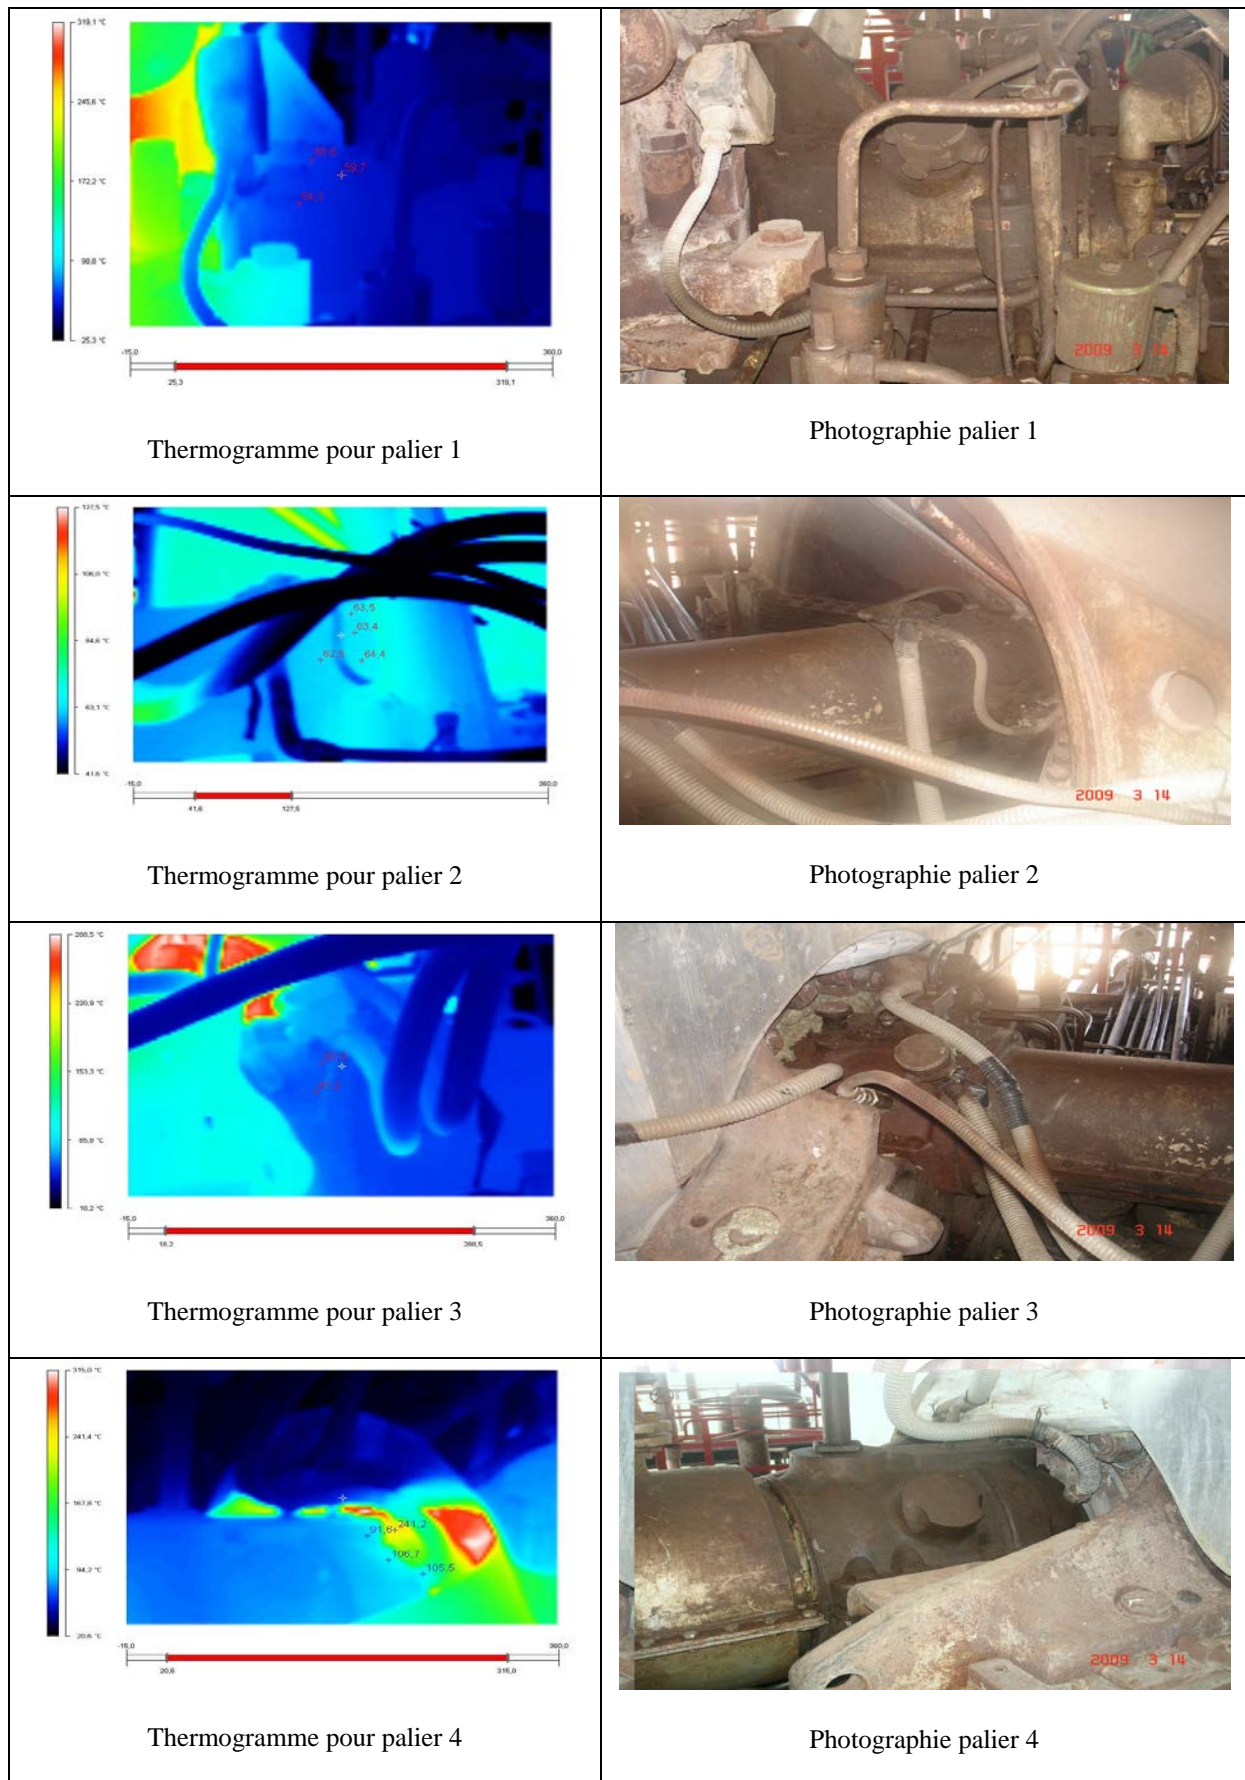 319,1 °C
245,6 °C
172,2 °C
25,3 °C
59,7
-15,0
360,0
25,3
319,1
2009 3 14
Thermogramme pour palier 1
Photographie palier 1
127,5 °C
106,0 °C
84,6 °C
63,1 °C
41,6 °C
63,5
63,4
64,4
-15,0
360,0
41,6
127,5
2009 3 14
Thermogramme pour palier 2
Photographie palier 2
288,5 °C
220,9 °C
153,3 °C
85,8 °C
18,2 °C
-15,0
360,0
18,2
288,5
2009 3 14
Thermogramme pour palier 3
Photographie palier 3
315,0 °C
241,4 °C
167,8 °C
94,2 °C
20,6 °C
91,6
241,2
106,7
105,5
-15,0
360,0
20,6
315,0
2009 3 14
Thermogramme pour palier 4
Photographie palier 4